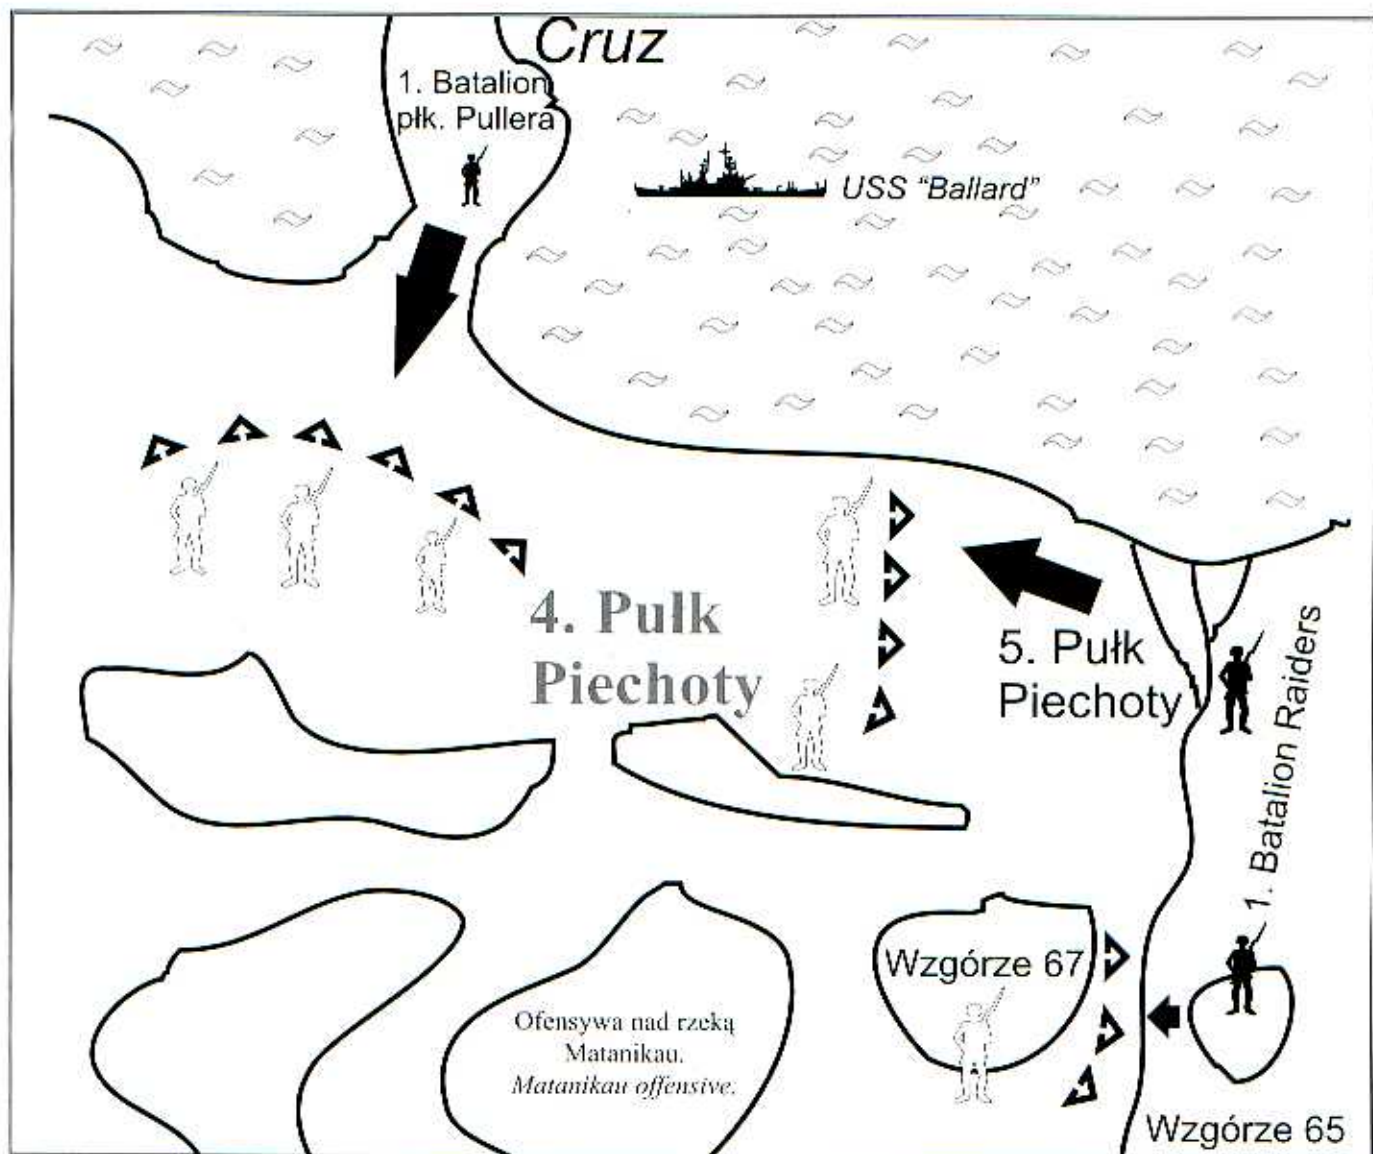 Cruz
1. Batalion
płk. Pullera
USS “Ballard”
4. Pułk
Piechoty
5. Pułk
Piechoty
1. Batalion Raiders
Wzgórze 67
Ofensywa nad rzeką
Matanikau.
Matanikau offensive.
Wzgórze 65